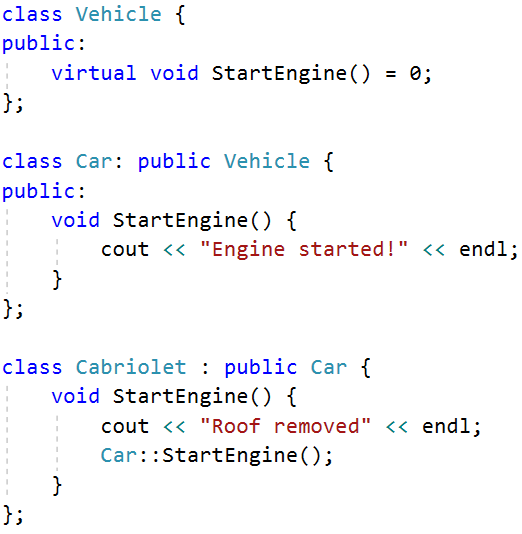 class Vehicle {
public:
    virtual void StartEngine() = 0;
};

class Car: public Vehicle {
public:
    void StartEngine() {
        cout << "Engine started!" << endl;
    }
};

class Cabriolet : public Car {
    void StartEngine() {
        cout << "Roof removed" << endl;
        Car::StartEngine();
    }
};